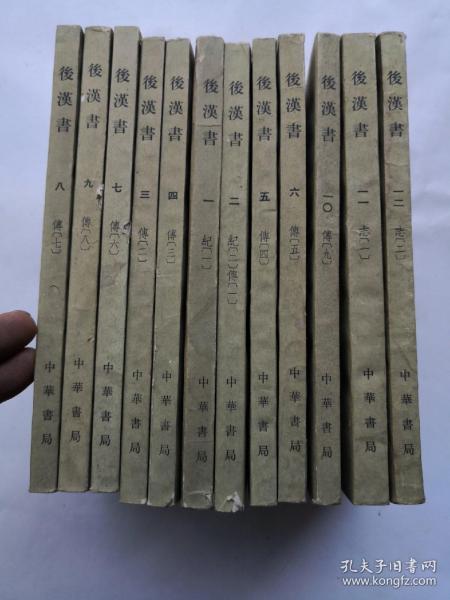 後漢書 八 傳〔七〕 中華書局
後漢書 九 傳〔八〕 中華書局
後漢書 七 傳〔六〕 中華書局
後漢書 三 傳〔二〕 中華書局
後漢書 四 傳〔三〕 中華書局
後漢書 一 紀〔一〕 中華書局
後漢書 二 紀〔二〕傳〔一〕 中華書局
後漢書 五 傳〔四〕 中華書局
後漢書 六 傳〔五〕 中華書局
後漢書 一〇 傳〔九〕 中華書局
後漢書 一一 志〔一〕 中華書局
後漢書 一二 志〔二〕 中華書局
孔夫子旧书网
www.kongfz.com